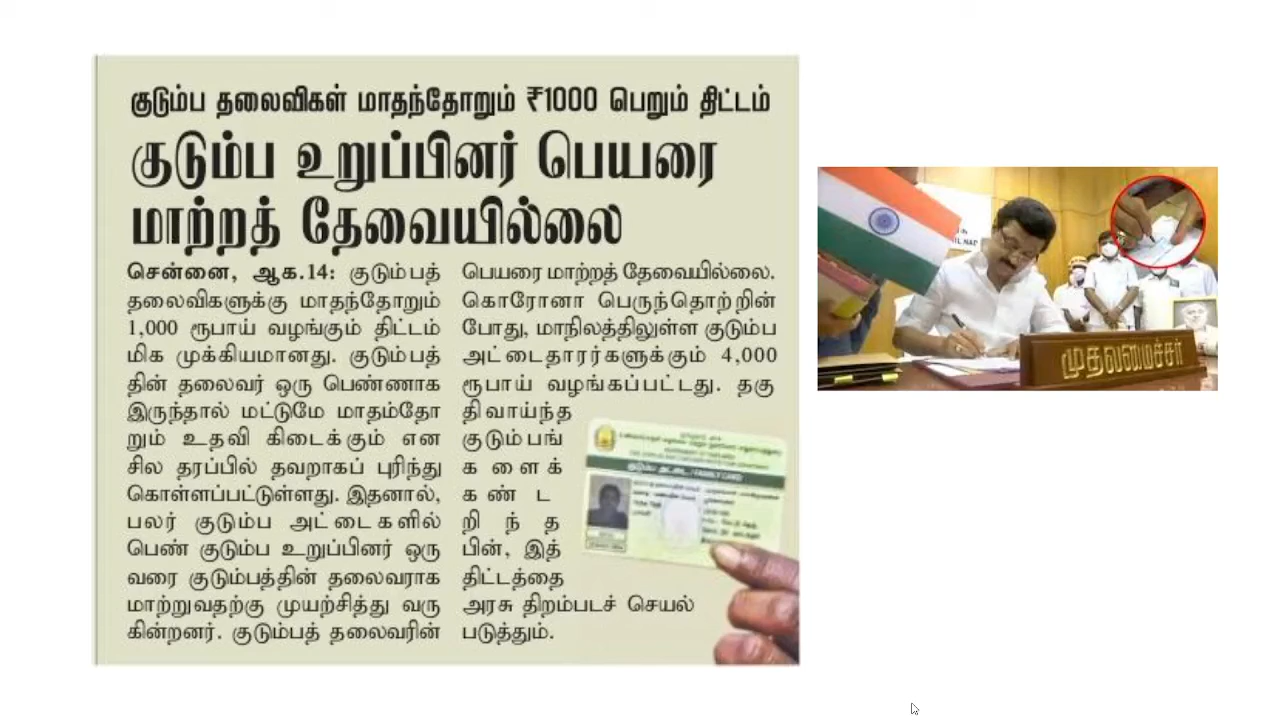 குடும்ப தலைவிகள் மாதந்தோறும் ₹1000 பெறும் திட்டம்
குடும்ப உறுப்பினர் பெயரை
மாற்றத் தேவையில்லை
சென்னை, ஆக.14: குடும்பத்
தலைவிகளுக்கு மாதந்தோறும்
1,000 ரூபாய் வழங்கும் திட்டம்
மிக முக்கியமானது. குடும்பத்
தின் தலைவர் ஒரு பெண்ணாக
இருந்தால் மட்டுமே மாதம்தோ
றும் உதவி கிடைக்கும் என
சில தரப்பில் தவறாகப் புரிந்து
கொள்ளப்பட்டுள்ளது. இதனால்,
பலர் குடும்ப அட்டைகளில்
பெண் குடும்ப உறுப்பினர் ஒரு
வரை குடும்பத்தின் தலைவராக
மாற்றுவதற்கு முயற்சித்து வரு
கின்றனர். குடும்பத் தலைவரின்
பெயரை மாற்றத் தேவையில்லை.
கொரோனா பெருந்தொற்றின்
போது, மாநிலத்திலுள்ள குடும்ப
அட்டைதாரர்களுக்கும் 4,000
ரூபாய் வழங்கப்பட்டது. தகு
திவாய்ந்த
குடும்பங்
களைக்
கண்ட
றிந்த
பின், இத்
திட்டத்தை
அரசு திறம்படச் செயல்
படுத்தும்.
குடும்ப அட்டை / FAMILY CARD
முதலமைச்சர்